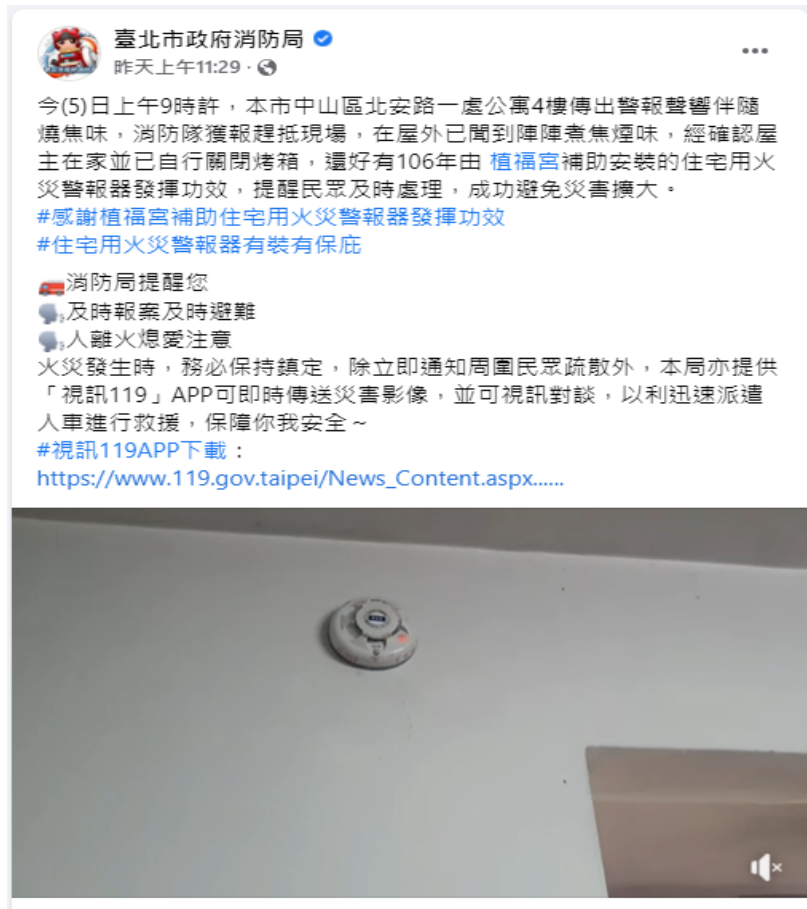 臺北市政府消防局
昨天上午11:29 ·
今(5)日上午9時許，本市中山區北安路一處公寓4樓傳出警報聲響伴隨
燒焦味，消防隊獲報趕抵現場，在屋外已聞到陣陣煮焦煙味，經確認屋
主在家並已自行關閉烤箱，還好有106年由 植福宮補助安裝的住宅用火
災警報器發揮功效，提醒民眾及時處理，成功避免災害擴大。
#感謝植福宮補助住宅用火災警報器發揮功效
#住宅用火災警報器有裝有保庇
🚒消防局提醒您
🗣️及時報案及時避難
🗣️人離火熄愛注意
火災發生時，務必保持鎮定，除立即通知周圍民眾疏散外，本局亦提供
「視訊119」APP可即時傳送災害影像，並可視訊對談，以利迅速派遣
人車進行救援，保障你我安全～
#視訊119APP下載：
https://www.119.gov.taipei/News_Content.aspx......